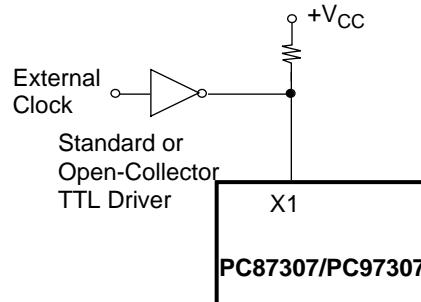 +VCC
External
Clock
Standard or
Open-Collector
TTL Driver
X1
PC87307/PC97307